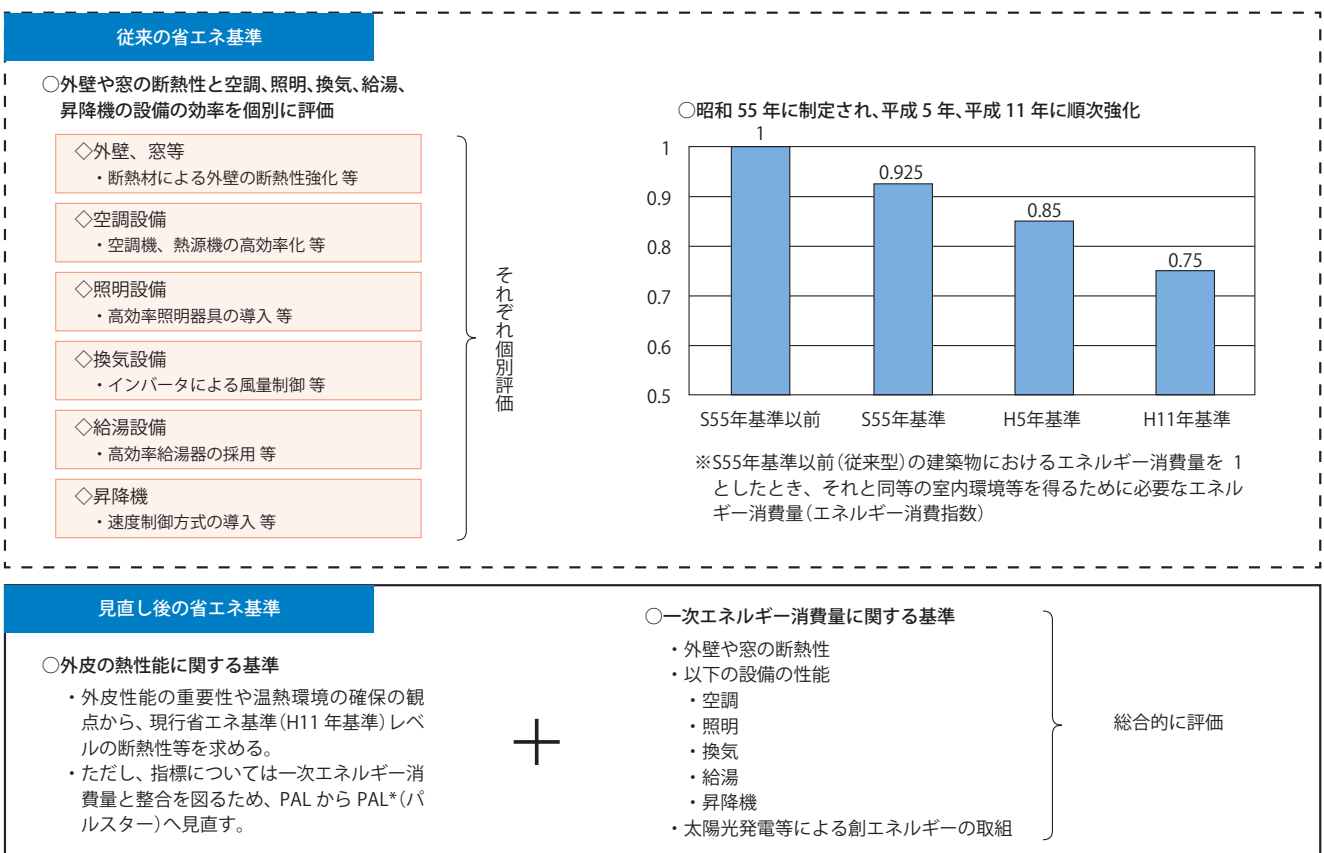 従来の省エネ基準
○外壁や窓の断熱性と空調、照明、換気、給湯、
昇降機の設備の効率を個別に評価
◇外壁、窓等
・断熱材による外壁の断熱性強化 等
◇空調設備
・空調機、熱源機の高効率化 等
◇照明設備
・高効率照明器具の導入 等
◇換気設備
・インバータによる風量制御 等
◇給湯設備
・高効率給湯器の採用 等
◇昇降機
・速度制御方式の導入 等
それぞれ個別評価
○昭和 55 年に制定され、平成 5 年、平成 11 年に順次強化
1
0.9
0.8
0.7
0.6
0.5
1
0.925
0.85
0.75
S55年基準以前
S55年基準
H5年基準
H11年基準
※S55年基準以前（従来型）の建築物におけるエネルギー消費量を 1
としたとき、それと同等の室内環境等を得るために必要なエネル
ギー消費量（エネルギー消費指数）
見直し後の省エネ基準
○外皮の熱性能に関する基準
・外皮性能の重要性や温熱環境の確保の観
点から、現行省エネ基準（H11 年基準）レベ
ルの断熱性等を求める。
・ただし、指標については一次エネルギー消
費量と整合を図るため、PAL から PAL*（パ
ルスター）へ見直す。
＋
○一次エネルギー消費量に関する基準
・外壁や窓の断熱性
・以下の設備の性能
・空調
・照明
・換気
・給湯
・昇降機
・太陽光発電等による創エネルギーの取組
総合的に評価